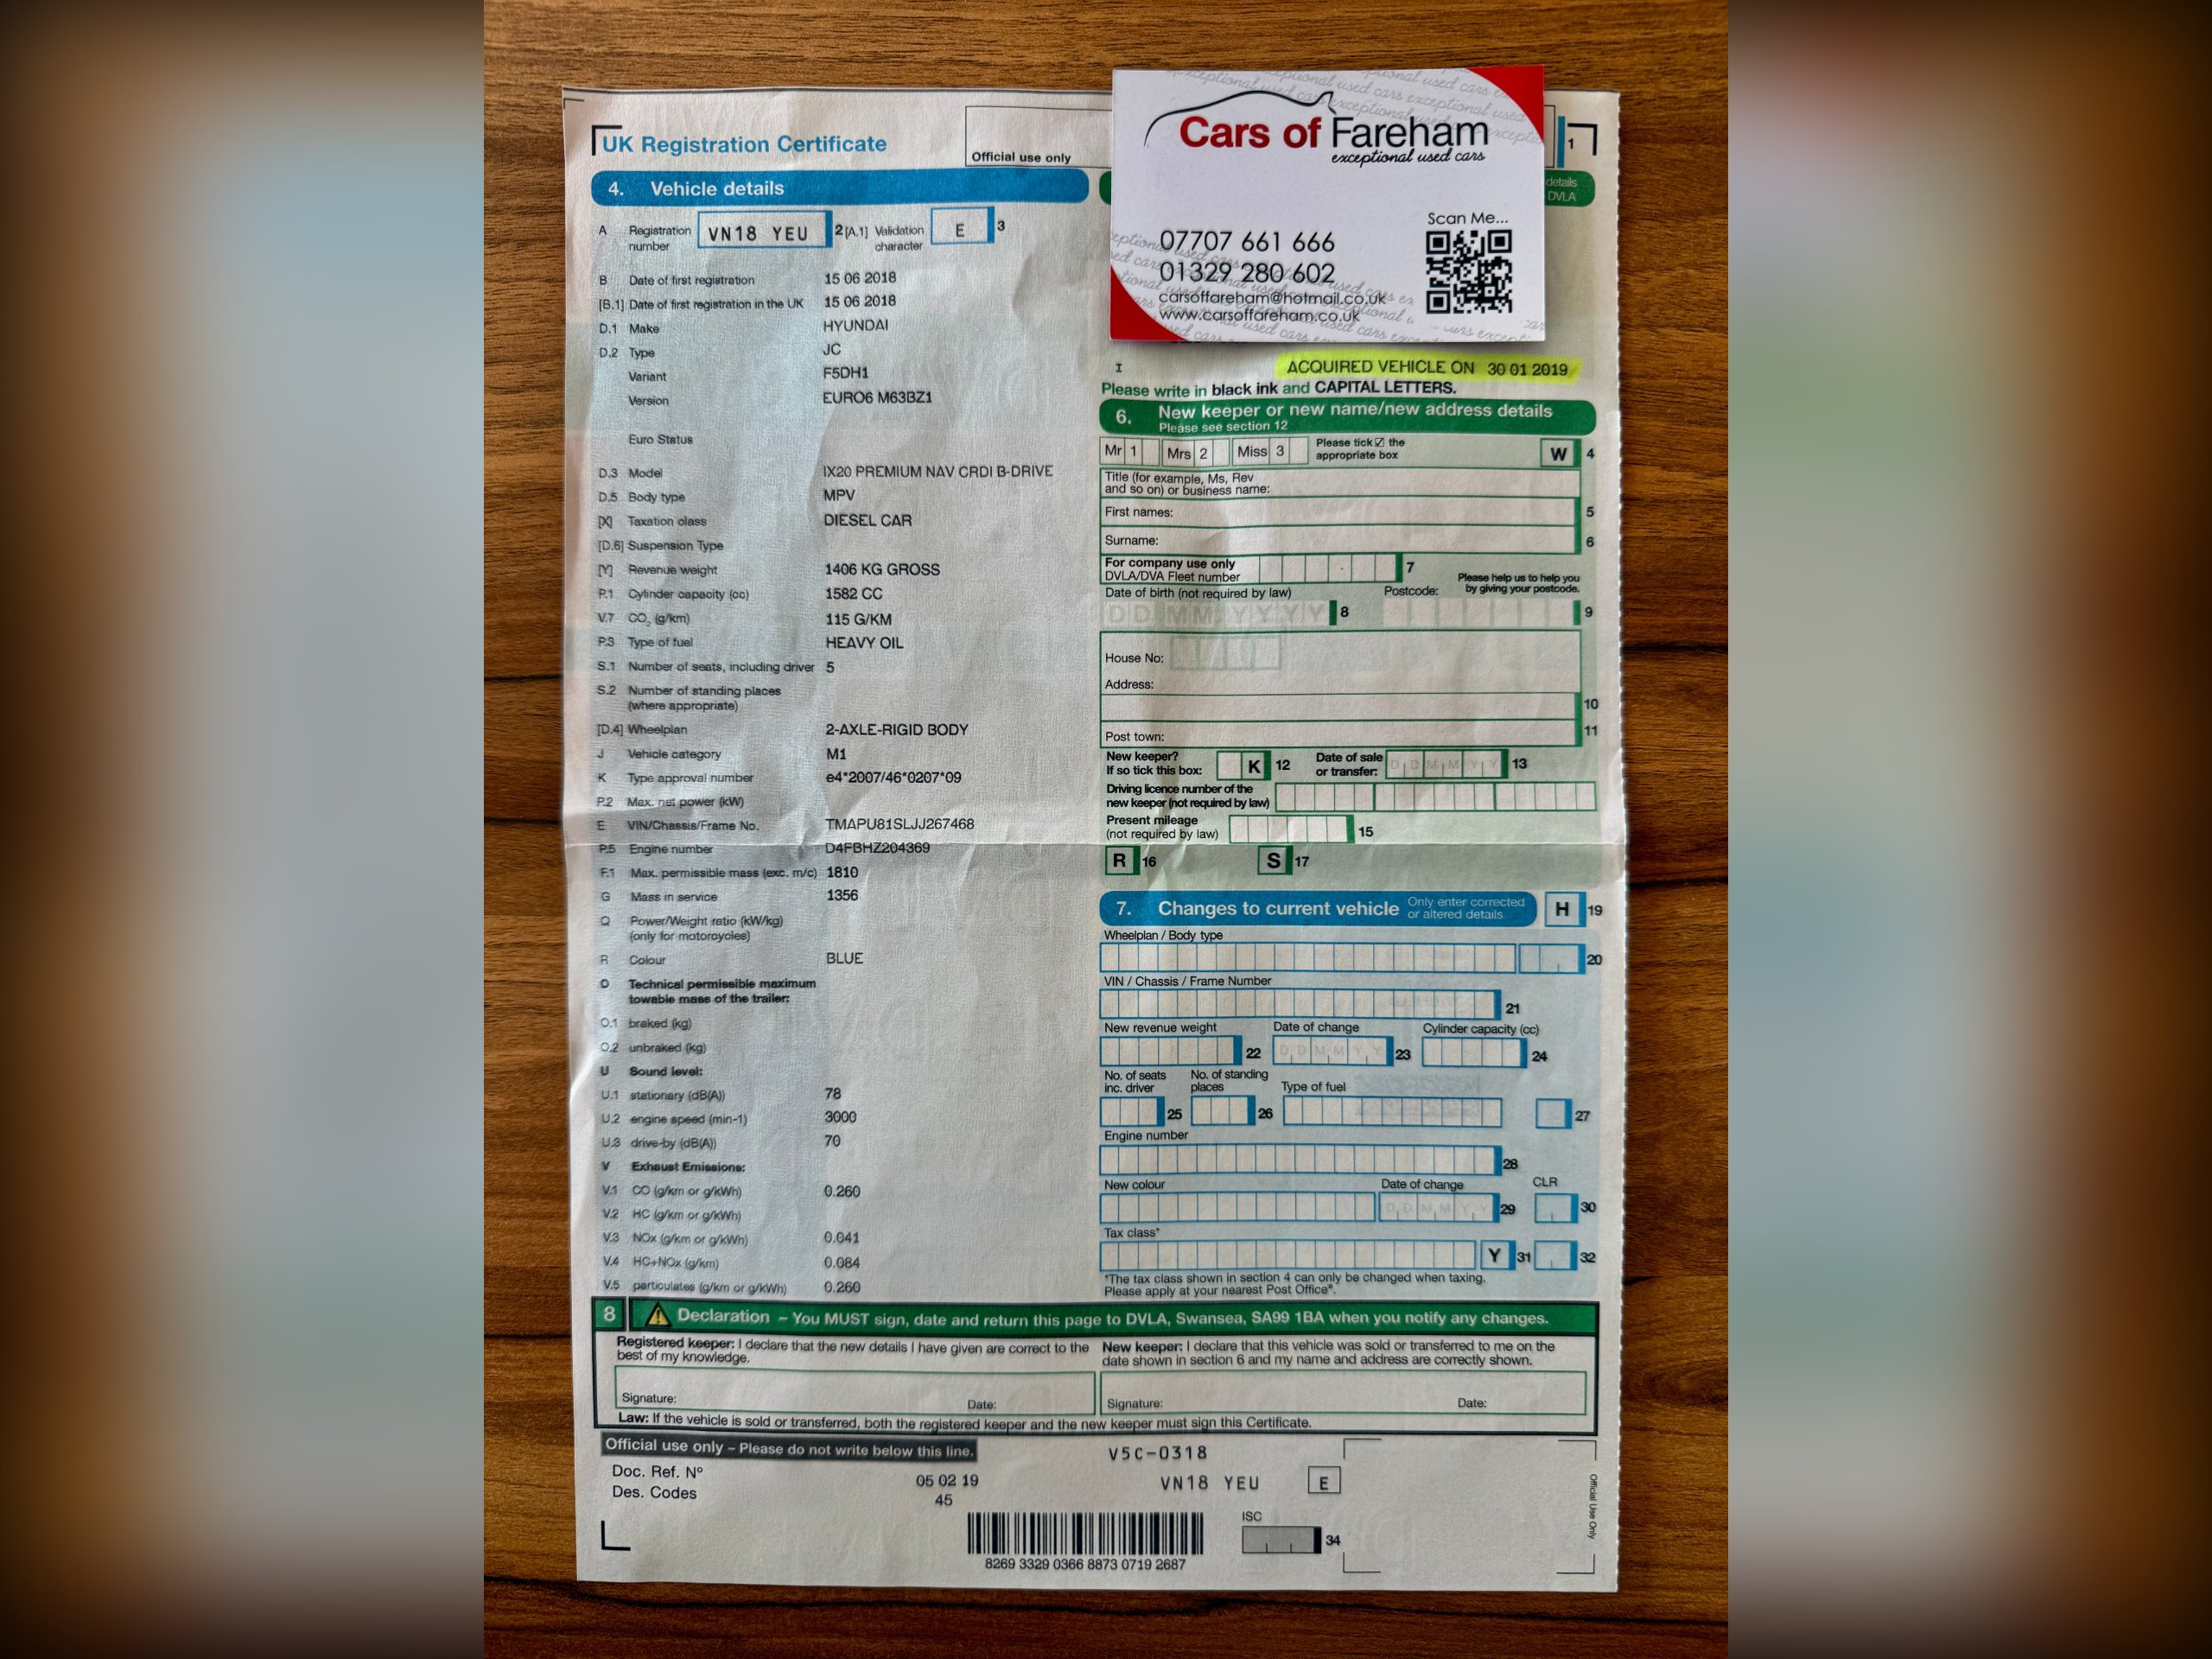 UK Registration Certificate
Official use only
1
4. Vehicle details
A Registration number VN18 YEU 2 [A.1] Validation character E 3
B Date of first registration 15 06 2018
[B.1] Date of first registration in the UK 15 06 2018
D.1 Make HYUNDAI
D.2 Type JC
Variant F5DH1
Version EURO6 M63BZ1
Euro Status
D.3 Model IX20 PREMIUM NAV CRDI B-DRIVE
D.5 Body type MPV
[X] Taxation class DIESEL CAR
[D.6] Suspension Type
[Y] Revenue weight 1406 KG GROSS
P.1 Cylinder capacity (cc) 1582 CC
V.7 CO2 (g/km) 115 G/KM
P.3 Type of fuel HEAVY OIL
S.1 Number of seats, including driver 5
S.2 Number of standing places
(where appropriate)
[D.4] Wheelplan 2-AXLE-RIGID BODY
J Vehicle category M1
K Type approval number e4*2007/46*0207*09
P.2 Max. net power (kW)
E VIN/Chassis/Frame No. TMAPU81SLJJ267468
P.5 Engine number D4FBHZ204369
F.1 Max. permissible mass (exc. m/c) 1810
G Mass in service 1356
Q Power/Weight ratio (kW/kg)
(only for motorcycles)
R Colour BLUE
O Technical permissible maximum
towable mass of the trailer:
O.1 braked (kg)
O.2 unbraked (kg)
U Sound level:
U.1 stationary (dB(A)) 78
U.2 engine speed (min-1) 3000
U.3 drive-by (dB(A)) 70
V Exhaust Emissions:
V.1 CO (g/km or g/kWh) 0.260
V.2 HC (g/km or g/kWh)
V.3 NOx (g/km or g/kWh) 0.041
V.4 HC+NOx (g/km) 0.084
V.5 particulates (g/km or g/kWh) 0.260
Cars of Fareham
exceptional used cars
Scan Me...
07707 661 666
01329 280 602
carsoffareham@hotmail.co.uk
www.carsoffareham.co.uk
details
DVLA
I
ACQUIRED VEHICLE ON 30 01 2019
Please write in black ink and CAPITAL LETTERS.
6. New keeper or new name/new address details
Please see section 12
Mr 1 Mrs 2 Miss 3 Please tick ☑ the appropriate box W 4
Title (for example, Ms, Rev
and so on) or business name:
First names: 5
Surname: 6
For company use only
DVLA/DVA Fleet number 7
Please help us to help you
by giving your postcode.
Date of birth (not required by law) Postcode:
D D M M Y Y Y Y 8 9
House No:
Address:
10
Post town: 11
New keeper?
If so tick this box: K 12 Date of sale or transfer: D D M M Y Y 13
Driving licence number of the
new keeper (not required by law)
Present mileage
(not required by law) 15
R 16 S 17
7. Changes to current vehicle Only enter corrected or altered details H 19
Wheelplan / Body type
20
VIN / Chassis / Frame Number
21
New revenue weight Date of change Cylinder capacity (cc)
22 D D M M Y Y 23 24
No. of seats inc. driver No. of standing places Type of fuel
25 26 27
Engine number
28
New colour Date of change CLR
D D M M Y Y 29 30
Tax class*
Y 31 32
*The tax class shown in section 4 can only be changed when taxing.
Please apply at your nearest Post Office®.
8 Declaration – You MUST sign, date and return this page to DVLA, Swansea, SA99 1BA when you notify any changes.
Registered keeper: I declare that the new details I have given are correct to the
best of my knowledge.
Signature: Date:
New keeper: I declare that this vehicle was sold or transferred to me on the
date shown in section 6 and my name and address are correctly shown.
Signature: Date:
Law: If the vehicle is sold or transferred, both the registered keeper and the new keeper must sign this Certificate.
Official use only – Please do not write below this line.
V5C-0318
Doc. Ref. Nº 05 02 19 VN18 YEU E
Des. Codes 45
ISC
34
8269 3329 0366 8873 0719 2687
Official Use Only